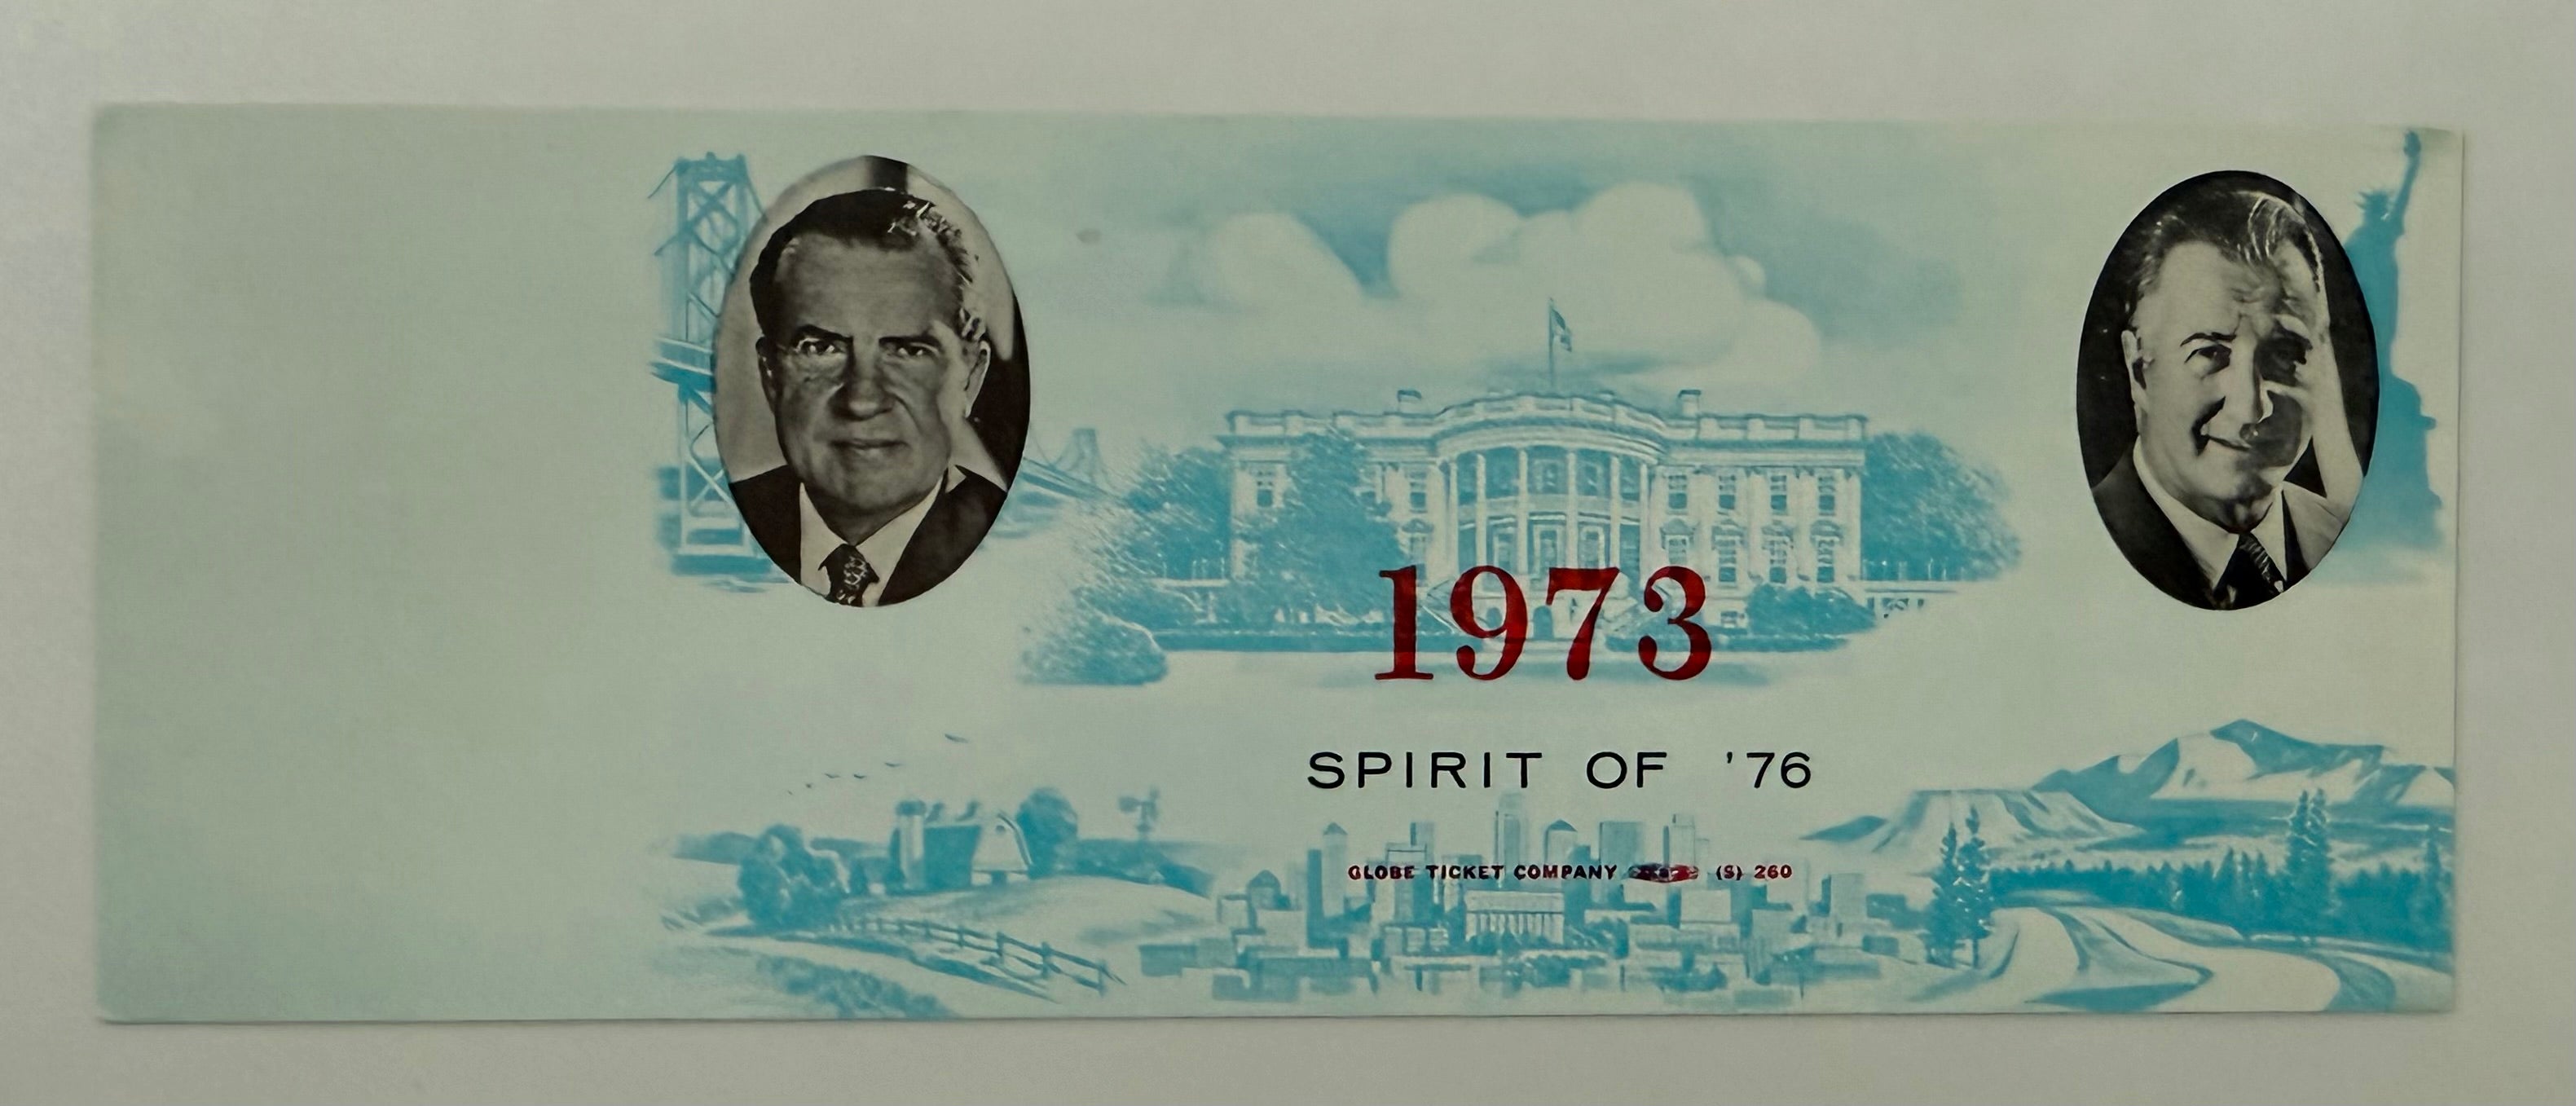 1973
SPIRIT OF '76
GLOBE TICKET COMPANY (S) 260